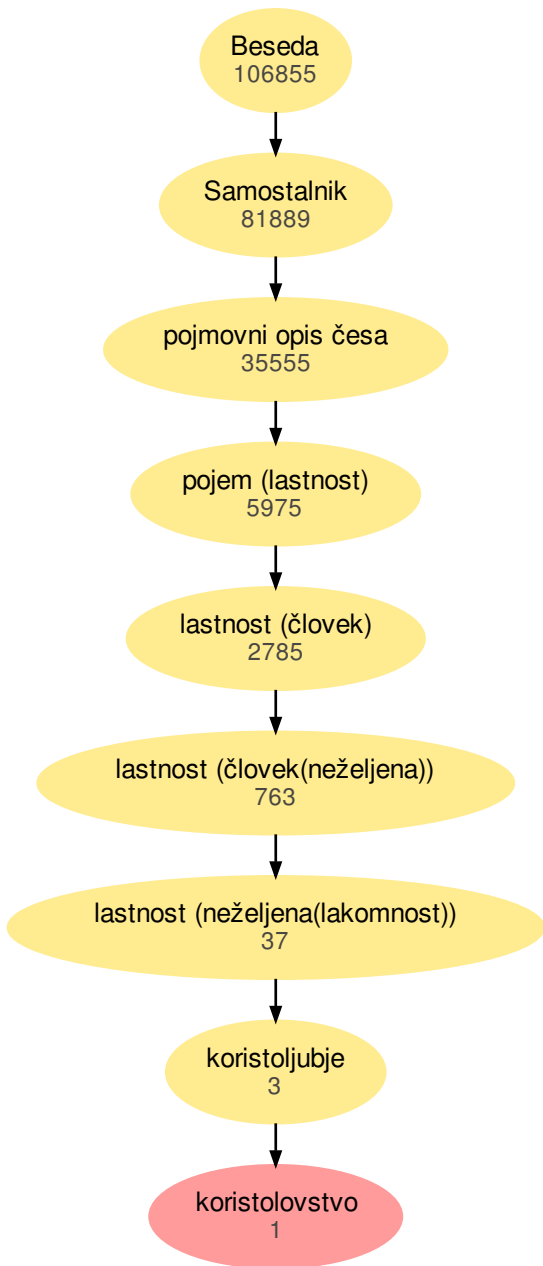 Beseda
106855
Samostalnik
81889
pojmovni opis česa
35555
pojem (lastnost)
5975
lastnost (človek)
2785
lastnost (človek(neželjena))
763
lastnost (neželjena(lakomnost))
37
koristoljubje
3
koristolovstvo
1